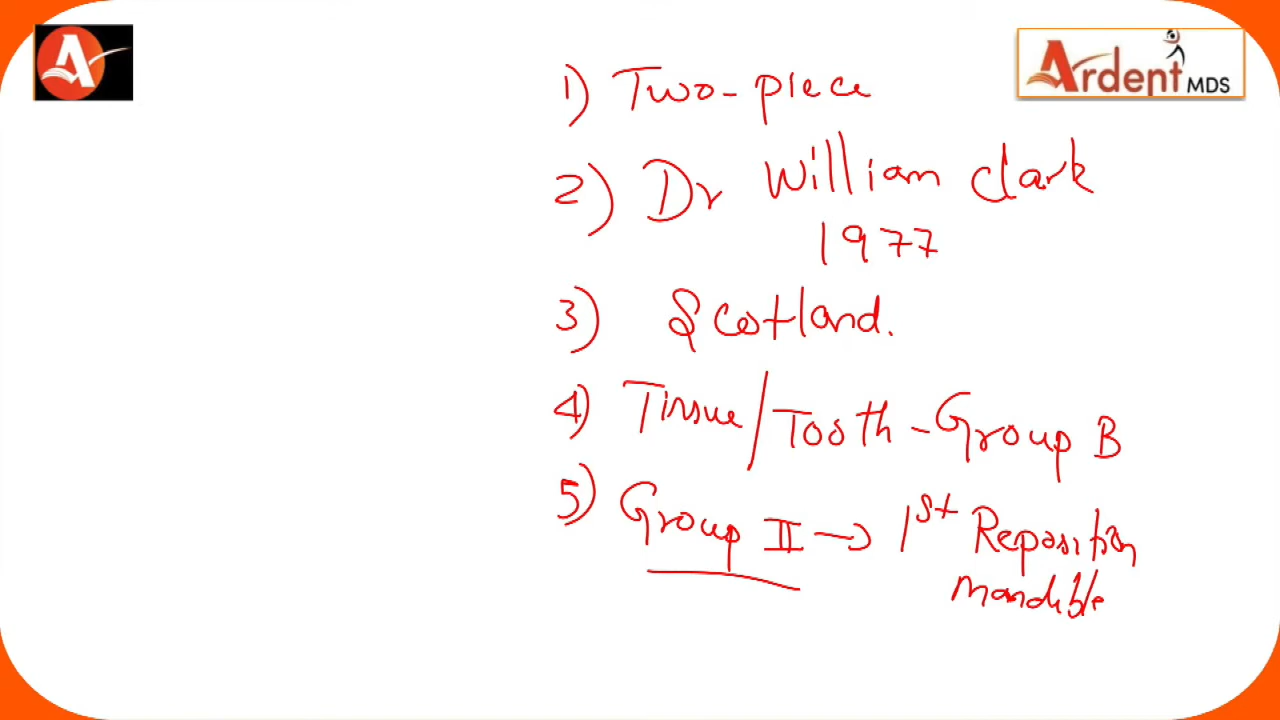 A
Ardent MDS
1) Two-piece
2) Dr William Clark
1977
3) Scotland.
4) Tissue/Tooth-Group B
5) Group II → 1st Reposition
mandible